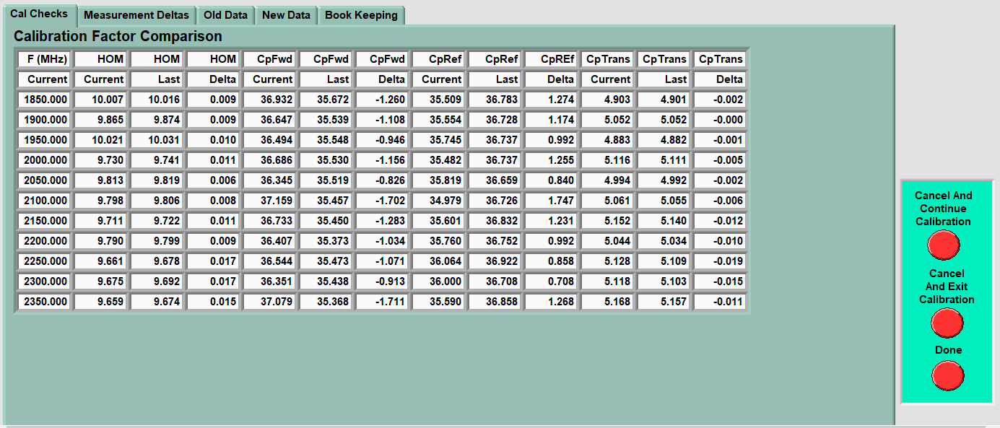 Cal Checks Measurement Deltas Old Data New Data Book Keeping
Calibration Factor Comparison
F (MHz) HOM HOM HOM CpFwd CpFwd CpFwd CpRef CpRef CpREf CpTrans CpTrans CpTrans
Current Current Last Delta Current Last Delta Current Last Delta Current Last Delta
1850.000 10.007 10.016 0.009 36.932 35.672 -1.260 35.509 36.783 1.274 4.903 4.901 -0.002
1900.000 9.865 9.874 0.009 36.647 35.539 -1.108 35.554 36.728 1.174 5.052 5.052 -0.000
1950.000 10.021 10.031 0.010 36.494 35.548 -0.946 35.745 36.737 0.992 4.883 4.882 -0.001
2000.000 9.730 9.741 0.011 36.686 35.530 -1.156 35.482 36.737 1.255 5.116 5.111 -0.005
2050.000 9.813 9.819 0.006 36.345 35.519 -0.826 35.819 36.659 0.840 4.994 4.992 -0.002
2100.000 9.798 9.806 0.008 37.159 35.457 -1.702 34.979 36.726 1.747 5.061 5.055 -0.006
2150.000 9.711 9.722 0.011 36.733 35.450 -1.283 35.601 36.832 1.231 5.152 5.140 -0.012
2200.000 9.790 9.799 0.009 36.407 35.373 -1.034 35.760 36.752 0.992 5.044 5.034 -0.010
2250.000 9.661 9.678 0.017 36.544 35.473 -1.071 36.064 36.922 0.858 5.128 5.109 -0.019
2300.000 9.675 9.692 0.017 36.351 35.438 -0.913 36.000 36.708 0.708 5.118 5.103 -0.015
2350.000 9.659 9.674 0.015 37.079 35.368 -1.711 35.590 36.858 1.268 5.168 5.157 -0.011
Cancel And
Continue
Calibration
Cancel
And Exit
Calibration
Done